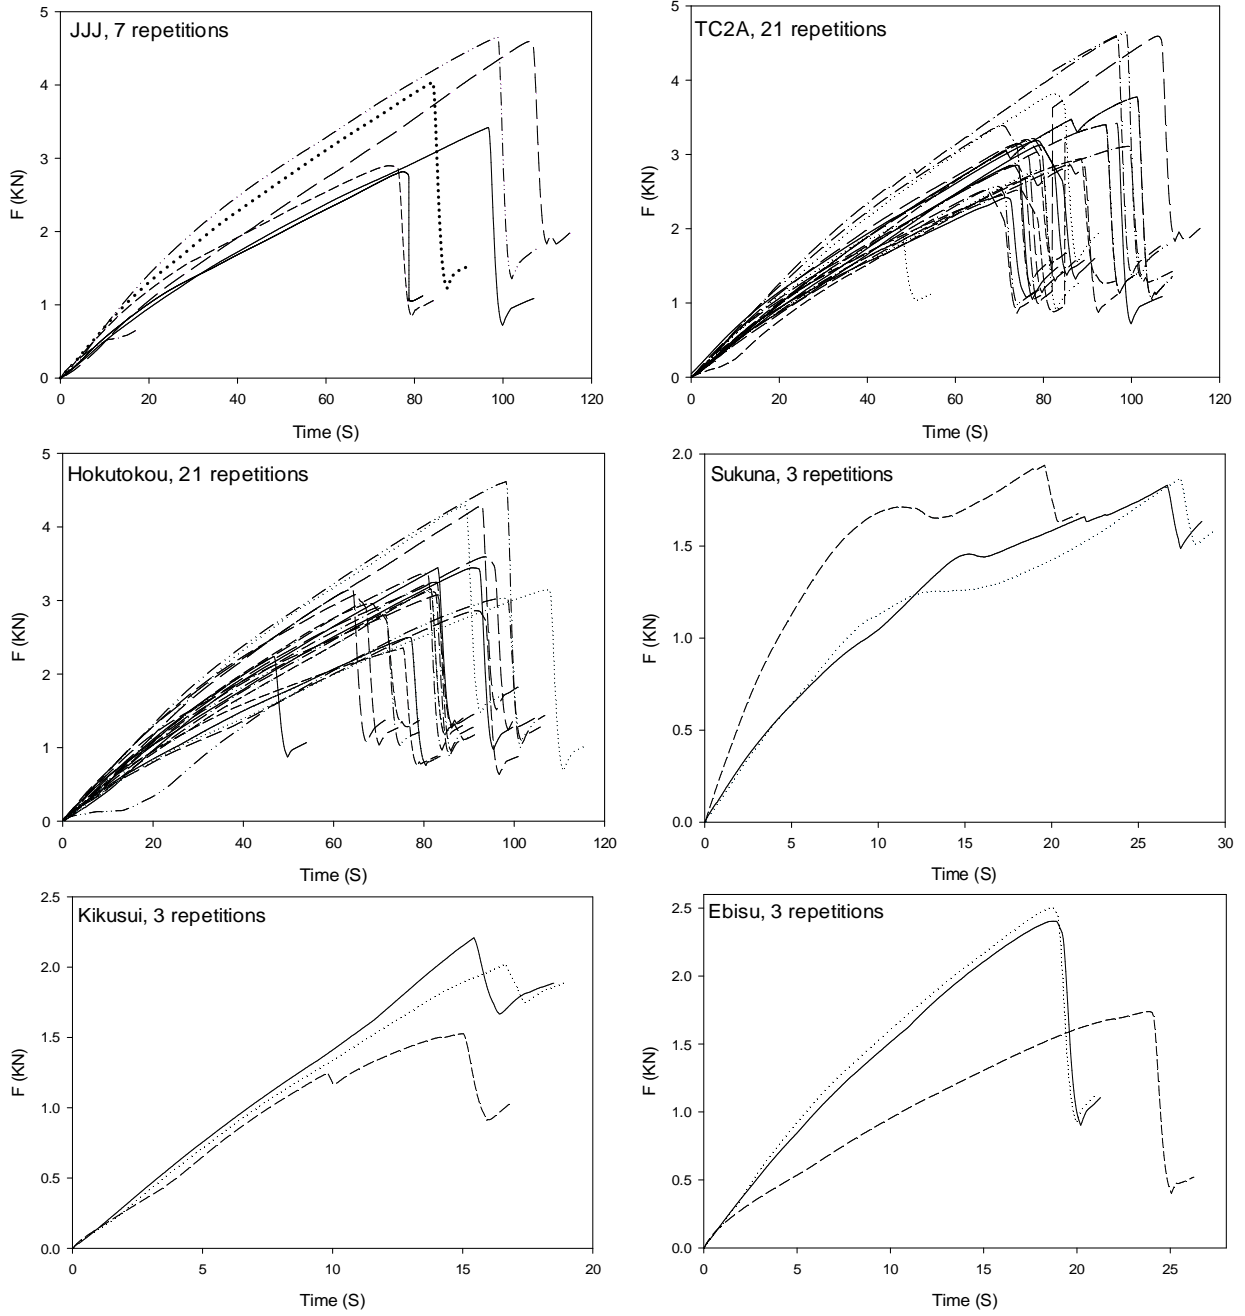 JJJ, 7 repetitions
5
4
3
2
1
0
F (KN)
0 20 40 60 80 100 120
Time (S)
TC2A, 21 repetitions
5
4
3
2
1
0
F (KN)
0 20 40 60 80 100 120
Time (S)
Hokutokou, 21 repetitions
5
4
3
2
1
0
F (KN)
0 20 40 60 80 100 120
Time (S)
Sukuna, 3 repetitions
2.0
1.5
1.0
0.5
0.0
F (KN)
0 5 10 15 20 25 30
Time (S)
Kikusui, 3 repetitions
2.5
2.0
1.5
1.0
0.5
0.0
F (KN)
0 5 10 15 20
Time (S)
Ebisu, 3 repetitions
2.5
2.0
1.5
1.0
0.5
0.0
F (KN)
0 5 10 15 20 25
Time (S)